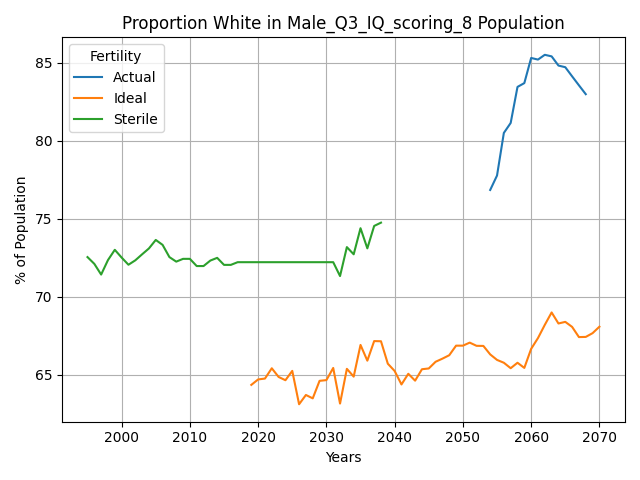 Proportion White in Male_Q3_IQ_scoring_8 Population
Fertility
Actual
Ideal
Sterile
% of Population
85
80
75
70
65
2000
2010
2020
2030
2040
2050
2060
2070
Years